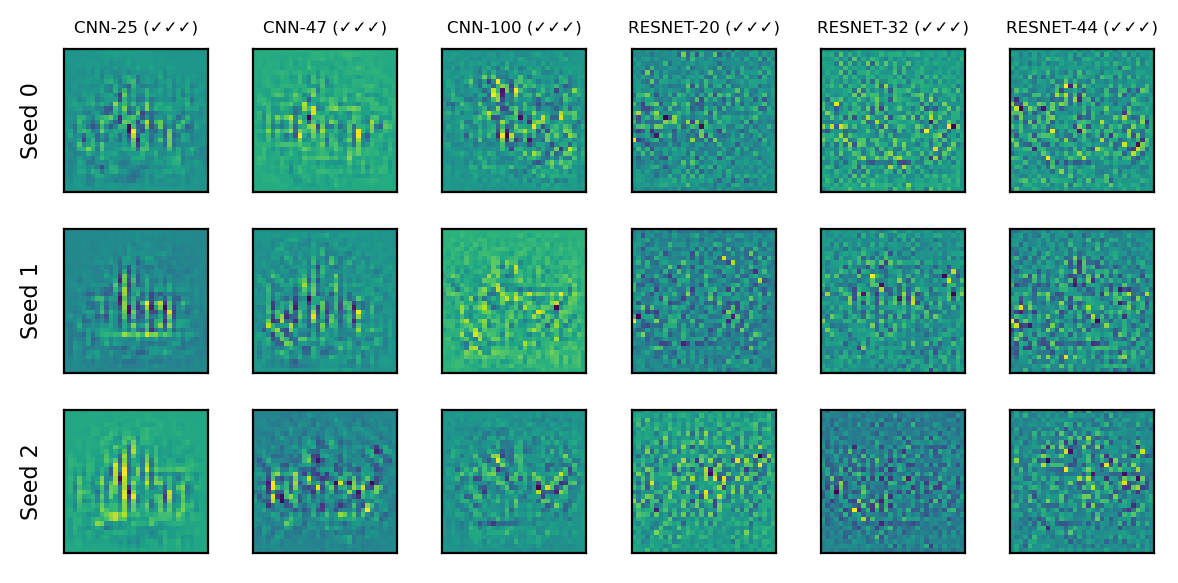 CNN-25 (✓✓✓) CNN-47 (✓✓✓) CNN-100 (✓✓✓) RESNET-20 (✓✓✓) RESNET-32 (✓✓✓) RESNET-44 (✓✓✓)
Seed 0
Seed 1
Seed 2